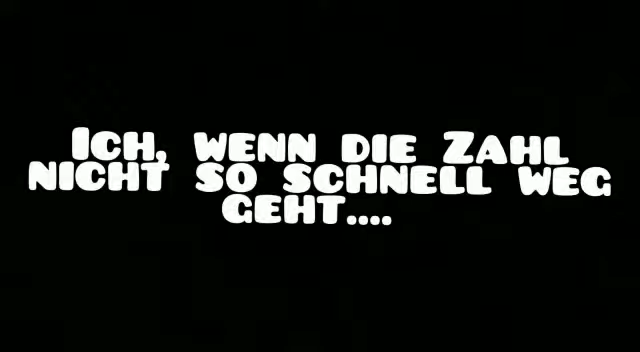 Ich, wenn die Zahl
nicht so schnell weg
geht....